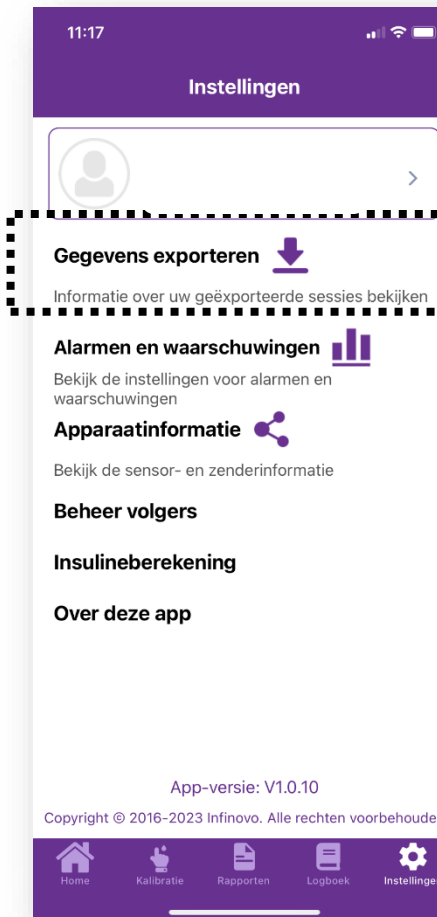 11:17
Instellingen
Gegevens exporteren
Informatie over uw geëxporteerde sessies bekijken
Alarmen en waarschuwingen
Bekijk de instellingen voor alarmen en
waarschuwingen
Apparaatinformatie
Bekijk de sensor- en zenderinformatie
Beheer volgers
Insulineberekening
Over deze app
App-versie: V1.0.10
Copyright © 2016-2023 Infinovo. Alle rechten voorbehoude
Home Kalibratie Rapporten Logboek Instellingen